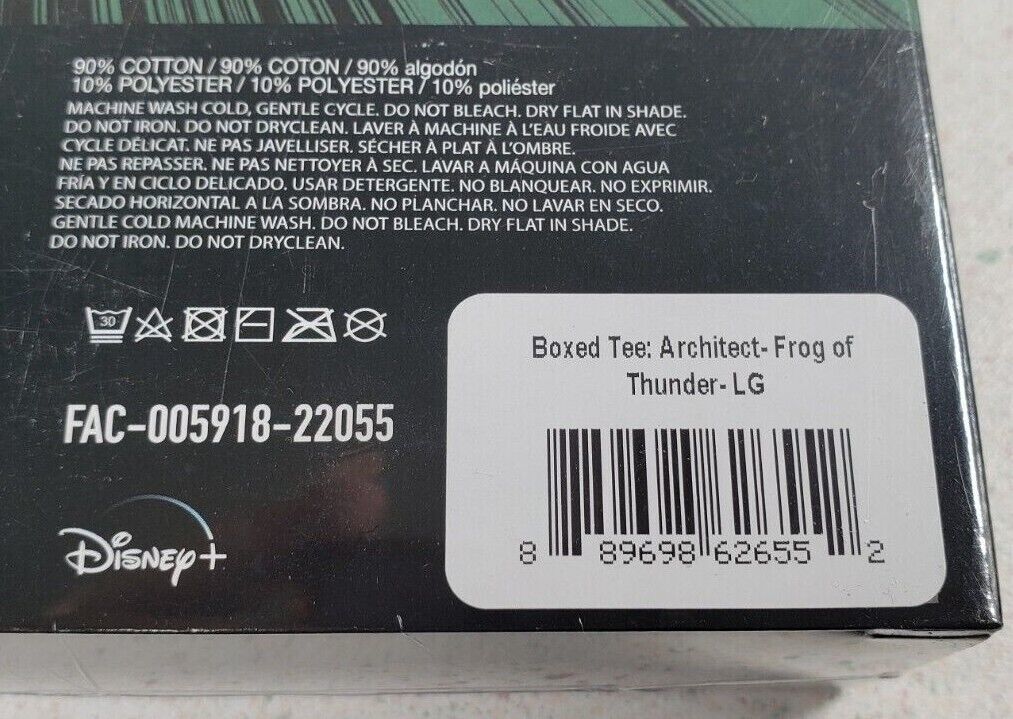 90% COTTON / 90% COTON / 90% algodón
10% POLYESTER / 10% POLYESTER / 10% poliéster
MACHINE WASH COLD, GENTLE CYCLE. DO NOT BLEACH. DRY FLAT IN SHADE.
DO NOT IRON. DO NOT DRYCLEAN. LAVER À MACHINE À L'EAU FROIDE AVEC
CYCLE DÉLICAT. NE PAS JAVELLISER. SÉCHER À PLAT À L'OMBRE.
NE PAS REPASSER. NE PAS NETTOYER À SEC. LAVAR A MÁQUINA CON AGUA
FRÍA Y EN CICLO DELICADO. USAR DETERGENTE. NO BLANQUEAR. NO EXPRIMIR.
SECADO HORIZONTAL A LA SOMBRA. NO PLANCHAR. NO LAVAR EN SECO.
GENTLE COLD MACHINE WASH. DO NOT BLEACH. DRY FLAT IN SHADE.
DO NOT IRON. DO NOT DRYCLEAN.
30
FAC-005918-22055
Disney+
Boxed Tee: Architect- Frog of
Thunder- LG
8 89698 62655 2